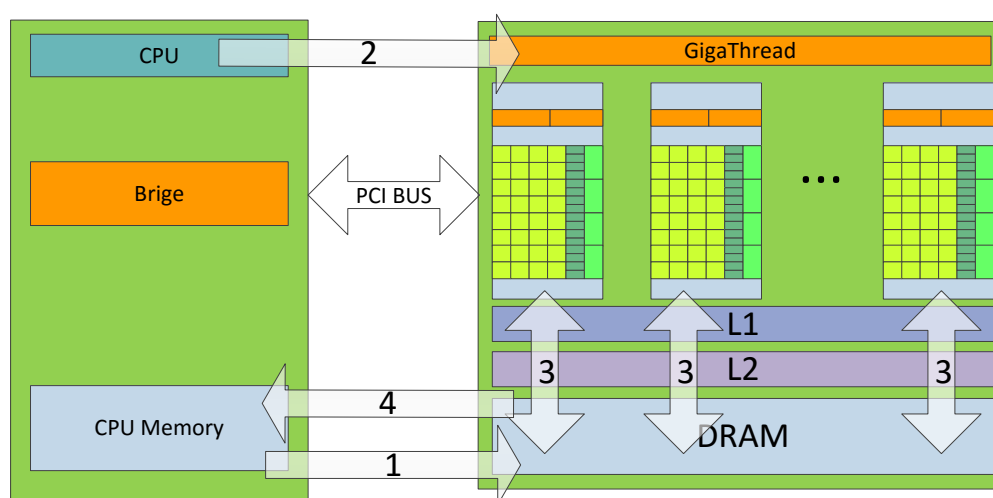 CPU
2
GigaThread
Brige
PCI BUS
...
L1
L2
3
3
3
CPU Memory
4
1
DRAM